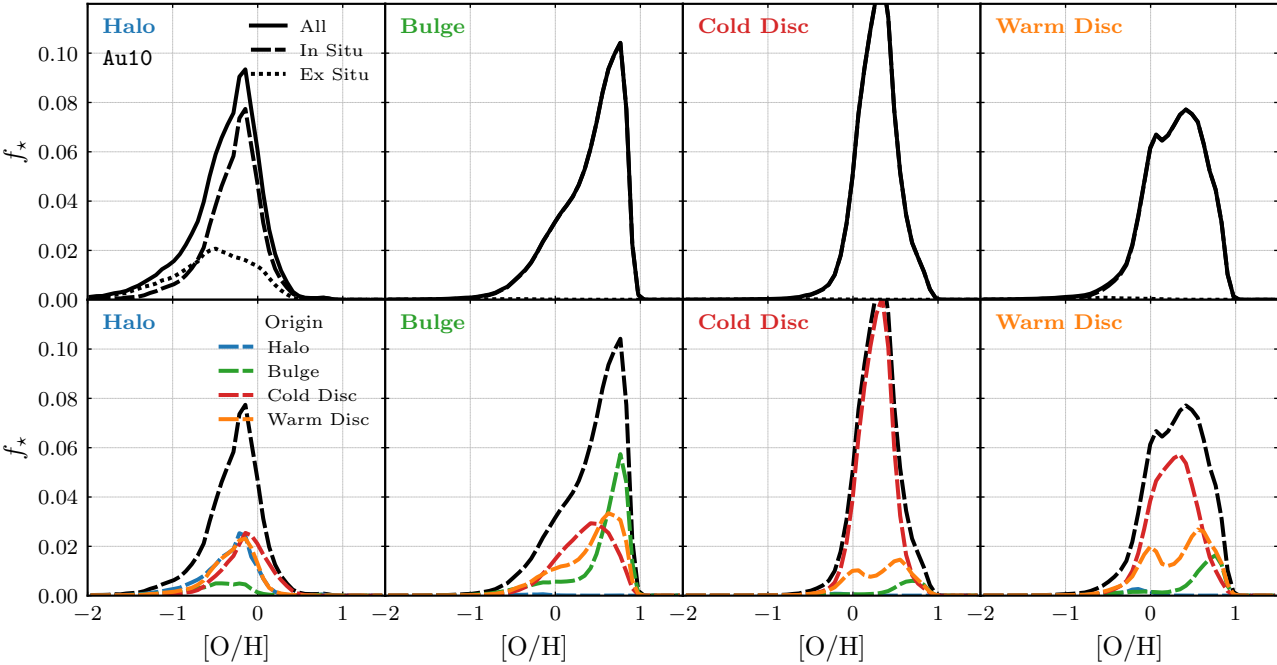 Halo
Au10
All
In Situ
Ex Situ
Bulge
Cold Disc
Warm Disc
0.10
0.08
0.06
0.04
0.02
0.00
f⋆
Halo
Origin
Halo
Bulge
Cold Disc
Warm Disc
Bulge
Cold Disc
Warm Disc
0.10
0.08
0.06
0.04
0.02
0.00
f⋆
−2 −1 0 1 −2 −1 0 1 −2 −1 0 1 −2 −1 0 1
[O/H] [O/H] [O/H] [O/H]